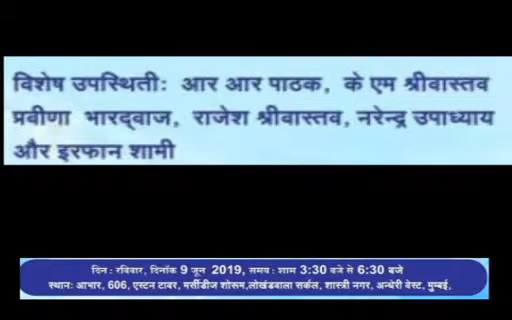 विशेष उपस्थितीः आर आर पाठक, के एम श्रीवास्तव
प्रवीणा भारद्वाज, राजेश श्रीवास्तव, नरेन्द्र उपाध्याय
और इरफान शामी
दिन : रविवार, दिनाँक 9 जून 2019, समय : शाम 3:30 बजे से 6:30 बजे
स्थानः आभार, 606, एस्टन टावर, मर्सीडीज शोरूम,लोखंडवाला सर्कल, शास्त्री नगर, अन्धेरी वेस्ट, मुम्बई,